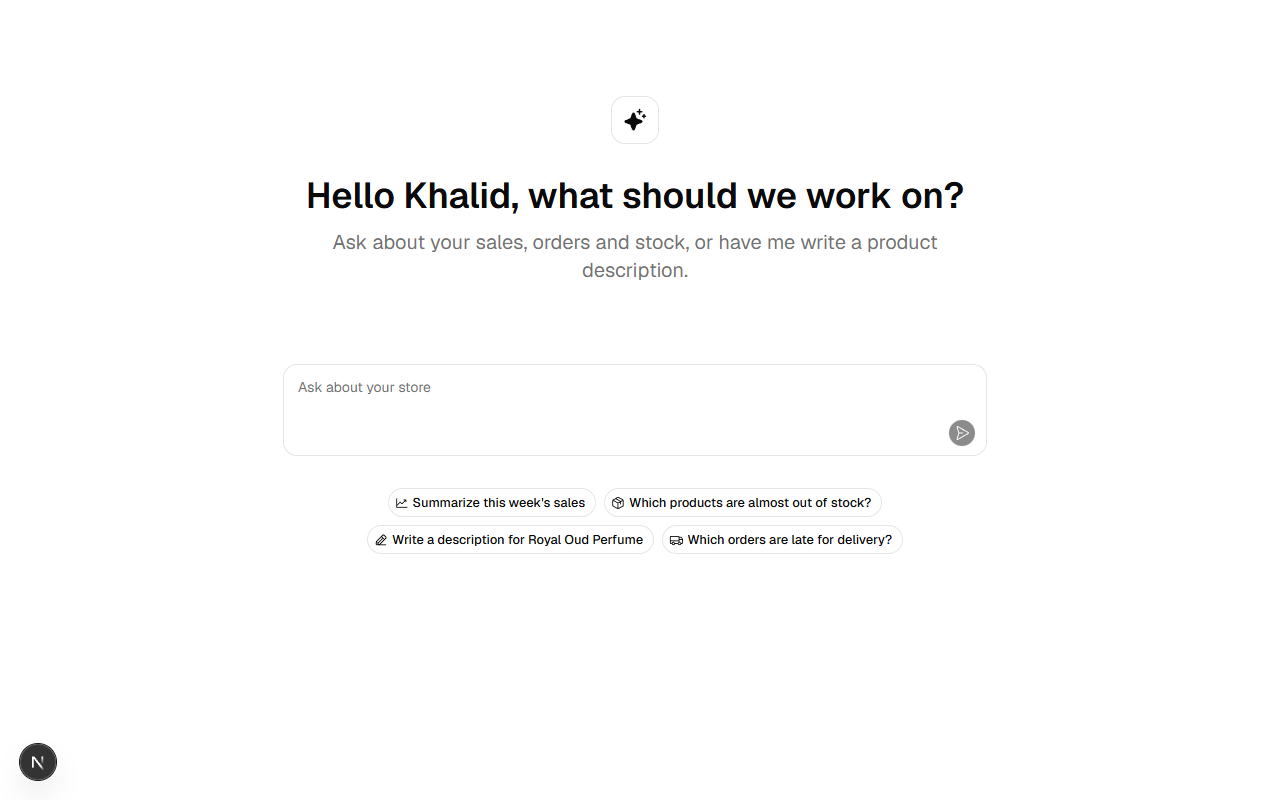 Hello Khalid, what should we work on?
Ask about your sales, orders and stock, or have me write a product
description.
Ask about your store
Summarize this week's sales
Which products are almost out of stock?
Write a description for Royal Oud Perfume
Which orders are late for delivery?
N